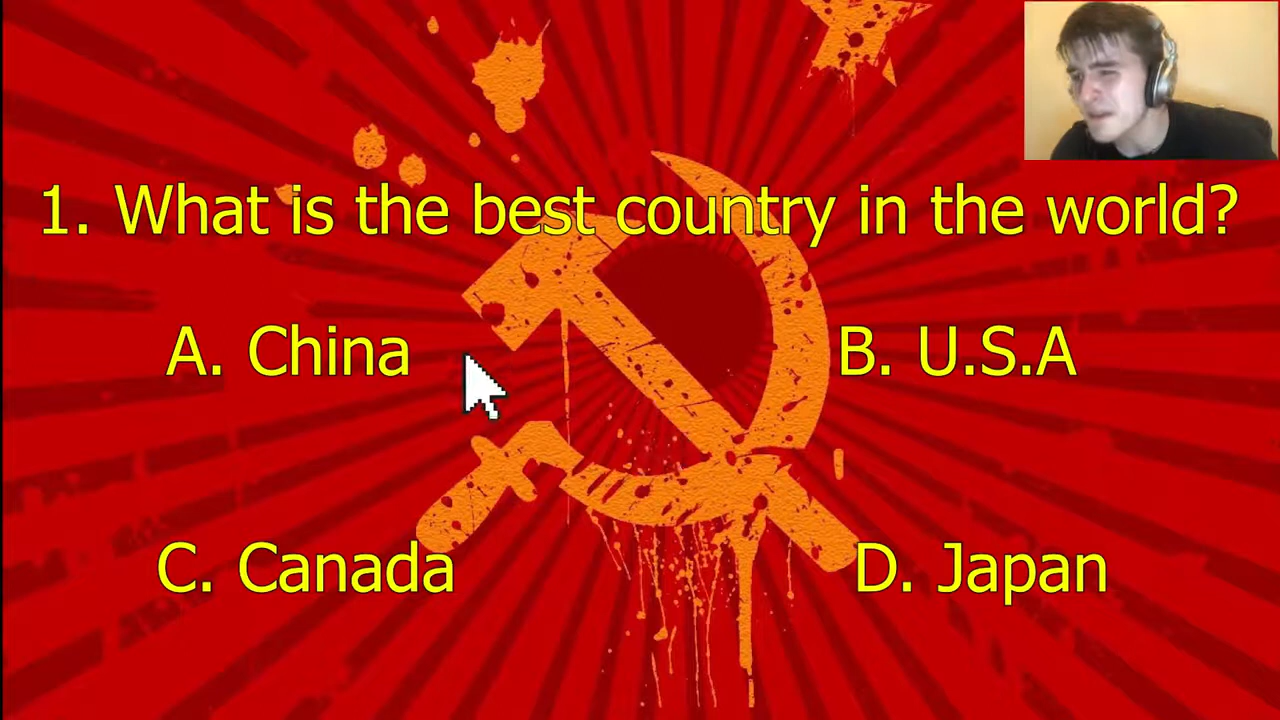 1. What is the best country in the world?
A. China
B. U.S.A
C. Canada
D. Japan